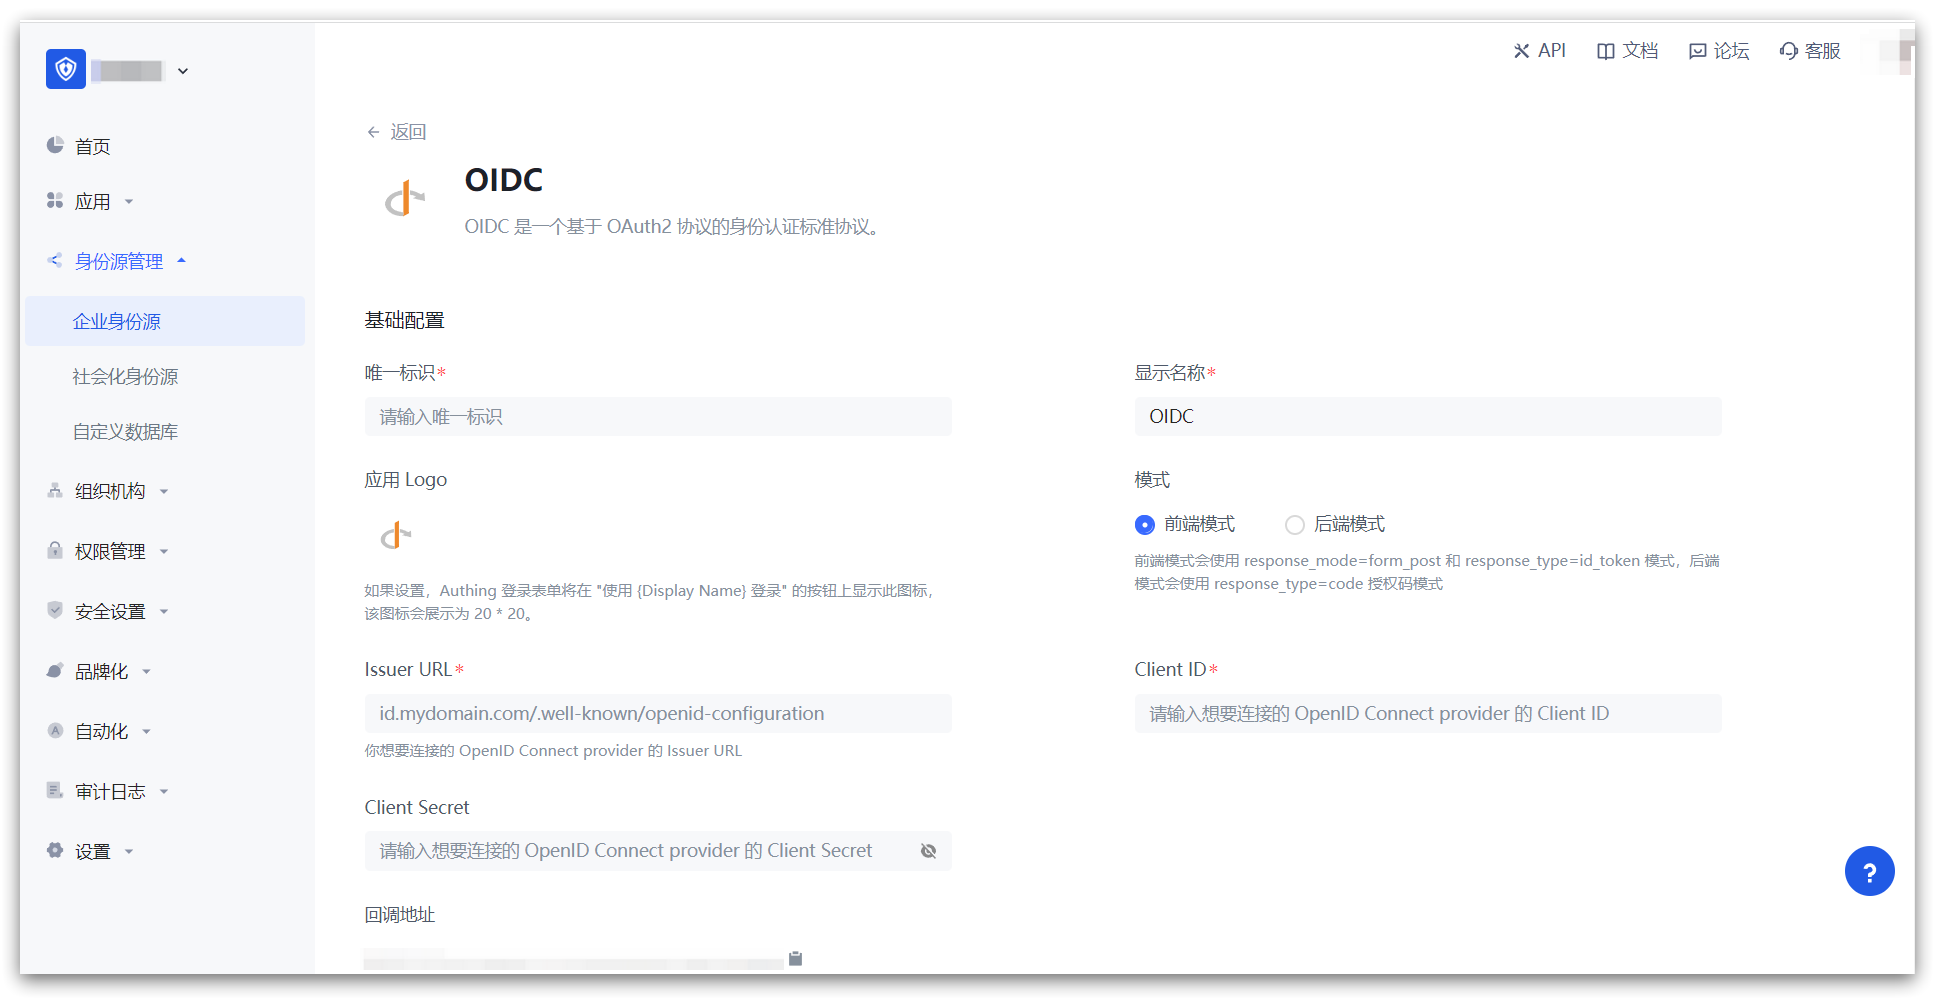 API
文档
论坛
客服
首页
应用
身份源管理
企业身份源
社会化身份源
自定义数据库
组织机构
权限管理
安全设置
品牌化
自动化
审计日志
设置
返回
OIDC
OIDC 是一个基于 OAuth2 协议的身份认证标准协议。
基础配置
唯一标识*
请输入唯一标识
显示名称*
OIDC
应用 Logo
如果设置，Authing 登录表单将在 "使用 {Display Name} 登录" 的按钮上显示此图标，
该图标会展示为 20 * 20。
模式
前端模式
后端模式
前端模式会使用 response_mode=form_post 和 response_type=id_token 模式，后端
模式会使用 response_type=code 授权码模式
Issuer URL*
id.mydomain.com/.well-known/openid-configuration
你想要连接的 OpenID Connect provider 的 Issuer URL
Client ID*
请输入想要连接的 OpenID Connect provider 的 Client ID
Client Secret
请输入想要连接的 OpenID Connect provider 的 Client Secret
回调地址
?